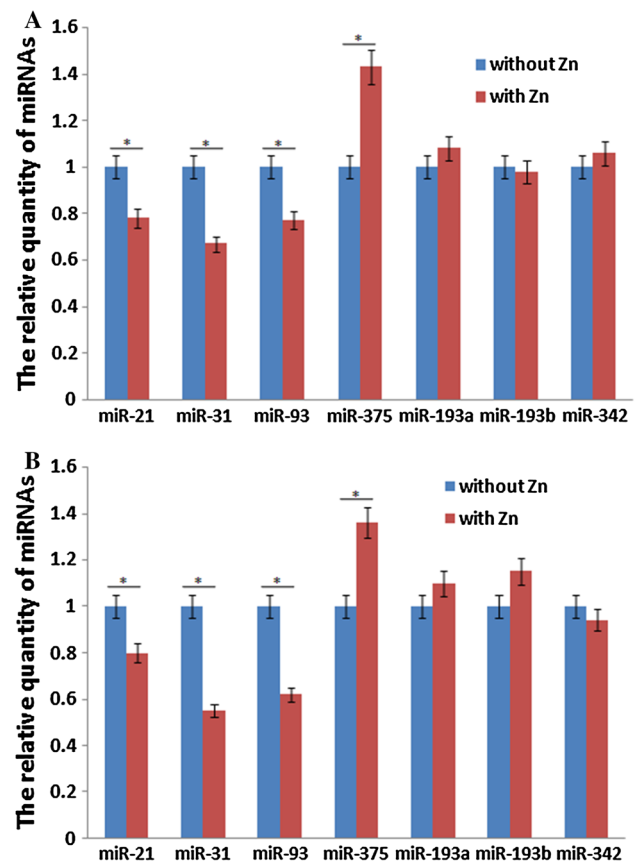 A
The relative quantity of miRNAs
1.6
1.4
1.2
1
0.8
0.6
0.4
0.2
0
without Zn
with Zn
*
*
*
*
miR-21 miR-31 miR-93 miR-375 miR-193a miR-193b miR-342
B
The relative quantity of miRNAs
1.6
1.4
1.2
1
0.8
0.6
0.4
0.2
0
without Zn
with Zn
*
*
*
*
miR-21 miR-31 miR-93 miR-375 miR-193a miR-193b miR-342